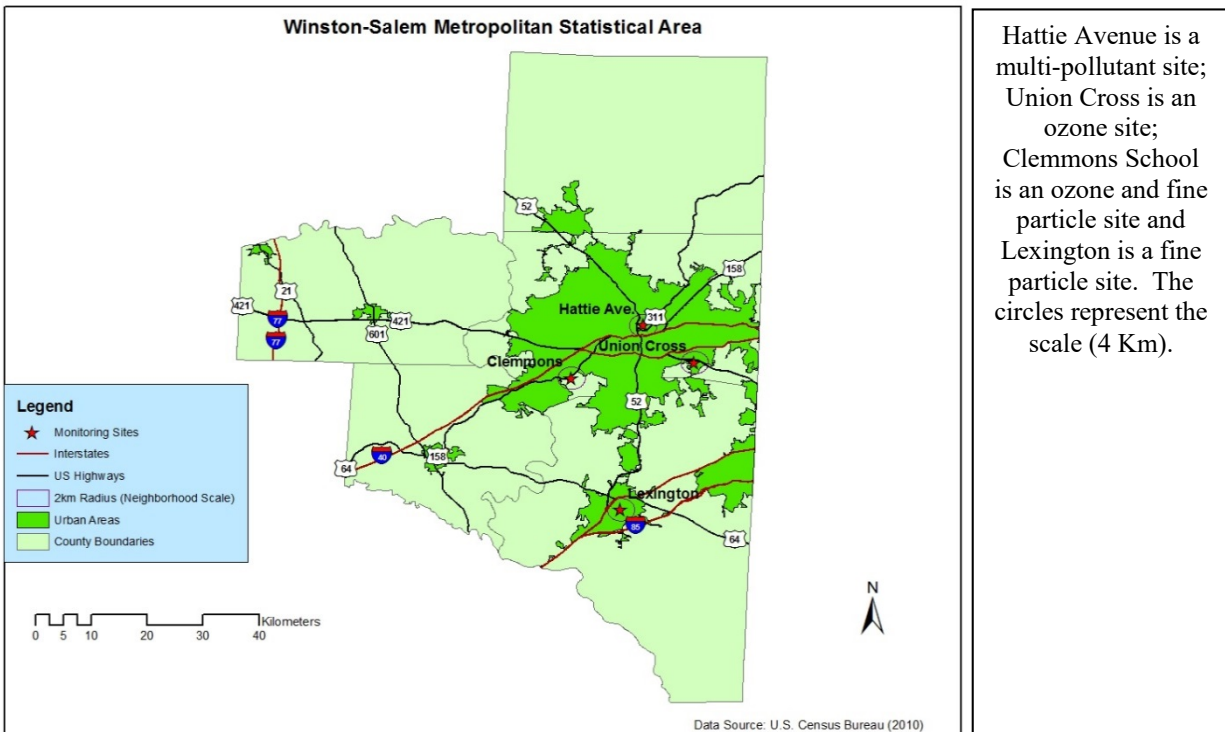 Winston-Salem Metropolitan Statistical Area
52
158
Hattie Ave.
311
21
421
77
421
601
77
Union Cross
Clemmons
52
40
64
158
Lexington
85
64
Legend
Monitoring Sites
Interstates
US Highways
2km Radius (Neighborhood Scale)
Urban Areas
County Boundaries
N
Kilometers
0 5 10 20 30 40
Data Source: U.S. Census Bureau (2010)
Hattie Avenue is a
multi-pollutant site;
Union Cross is an
ozone site;
Clemmons School
is an ozone and fine
particle site and
Lexington is a fine
particle site. The
circles represent the
scale (4 Km).